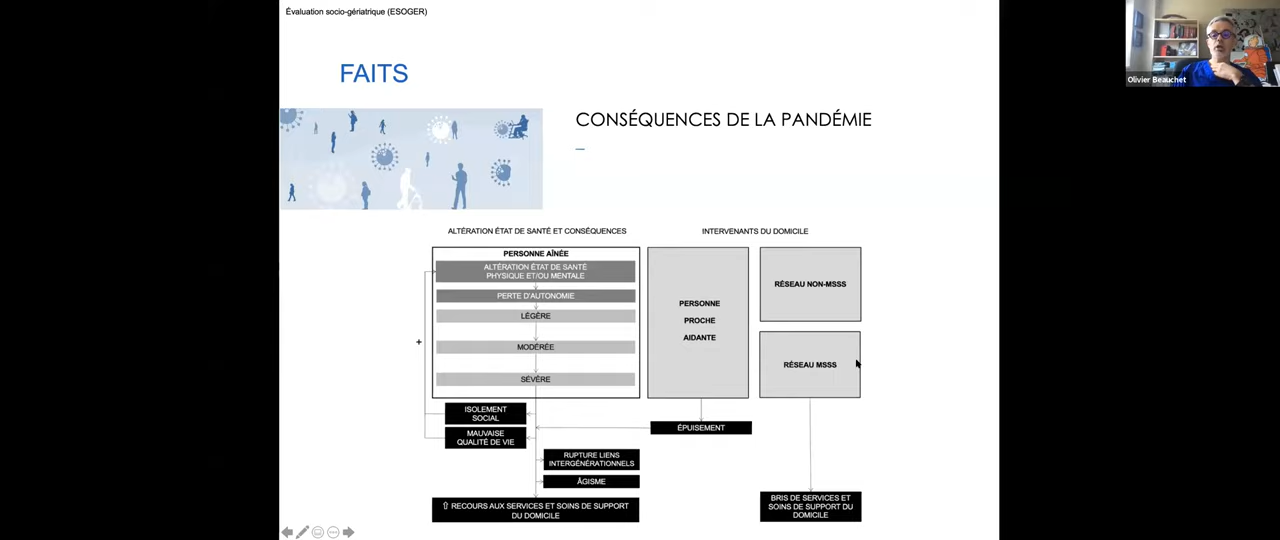 Évaluation socio-gériatrique (ESOGER)
Olivier Beauchet
FAITS
CONSÉQUENCES DE LA PANDÉMIE
ALTÉRATION ÉTAT DE SANTÉ ET CONSÉQUENCES
INTERVENANTS DU DOMICILE
PERSONNE AÎNÉE
ALTÉRATION ÉTAT DE SANTÉ
PHYSIQUE ET/OU MENTALE
PERTE D'AUTONOMIE
LÉGÈRE
MODÉRÉE
SÉVÈRE
+
PERSONNE
PROCHE
AIDANTE
RÉSEAU NON-MSSS
RÉSEAU MSSS
ISOLEMENT
SOCIAL
MAUVAISE
QUALITÉ DE VIE
ÉPUISEMENT
RUPTURE LIENS
INTERGÉNÉRATIONNELS
ÂGISME
⇧ RECOURS AUX SERVICES ET SOINS DE SUPPORT
DU DOMICILE
BRIS DE SERVICES ET
SOINS DE SUPPORT DU
DOMICILE